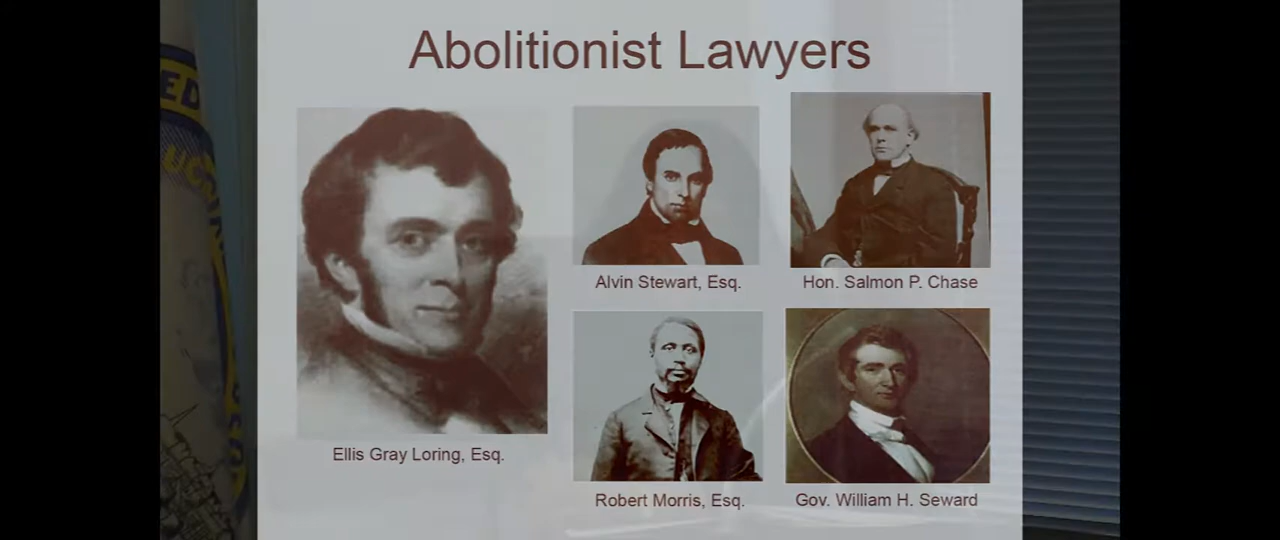 Abolitionist Lawyers
Ellis Gray Loring, Esq.
Alvin Stewart, Esq.
Hon. Salmon P. Chase
Robert Morris, Esq.
Gov. William H. Seward